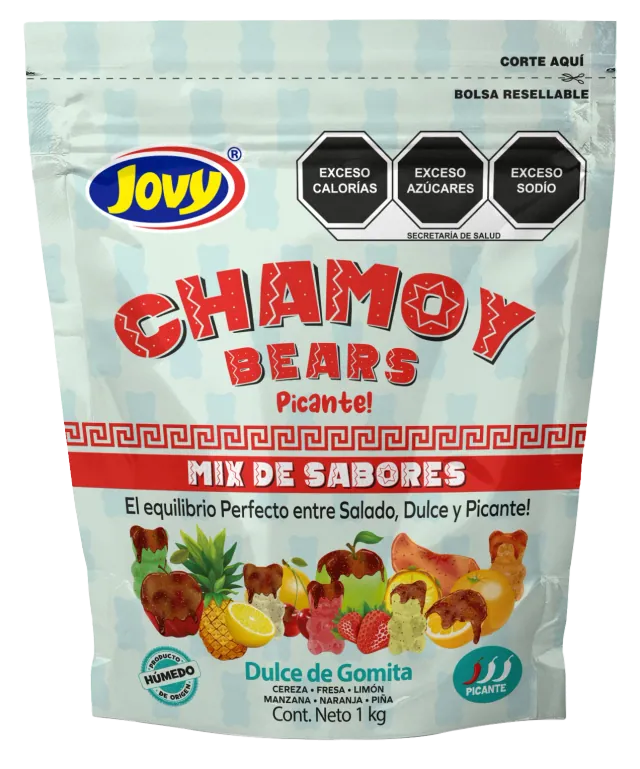 CORTE AQUÍ
BOLSA RESELLABLE
Jovy®
EXCESO CALORÍAS
EXCESO AZÚCARES
EXCESO SODÍO
SECRETARÍA DE SALUD
CHAMOY
BEARS
Picante!
MIX DE SABORES
El equilibrio Perfecto entre Salado, Dulce y Picante!
PRODUCTO
HÚMEDO
DE ORIGEN
Dulce de Gomita
CEREZA • FRESA • LIMÓN
MANZANA • NARANJA • PIÑA
Cont. Neto 1 kg
PICANTE